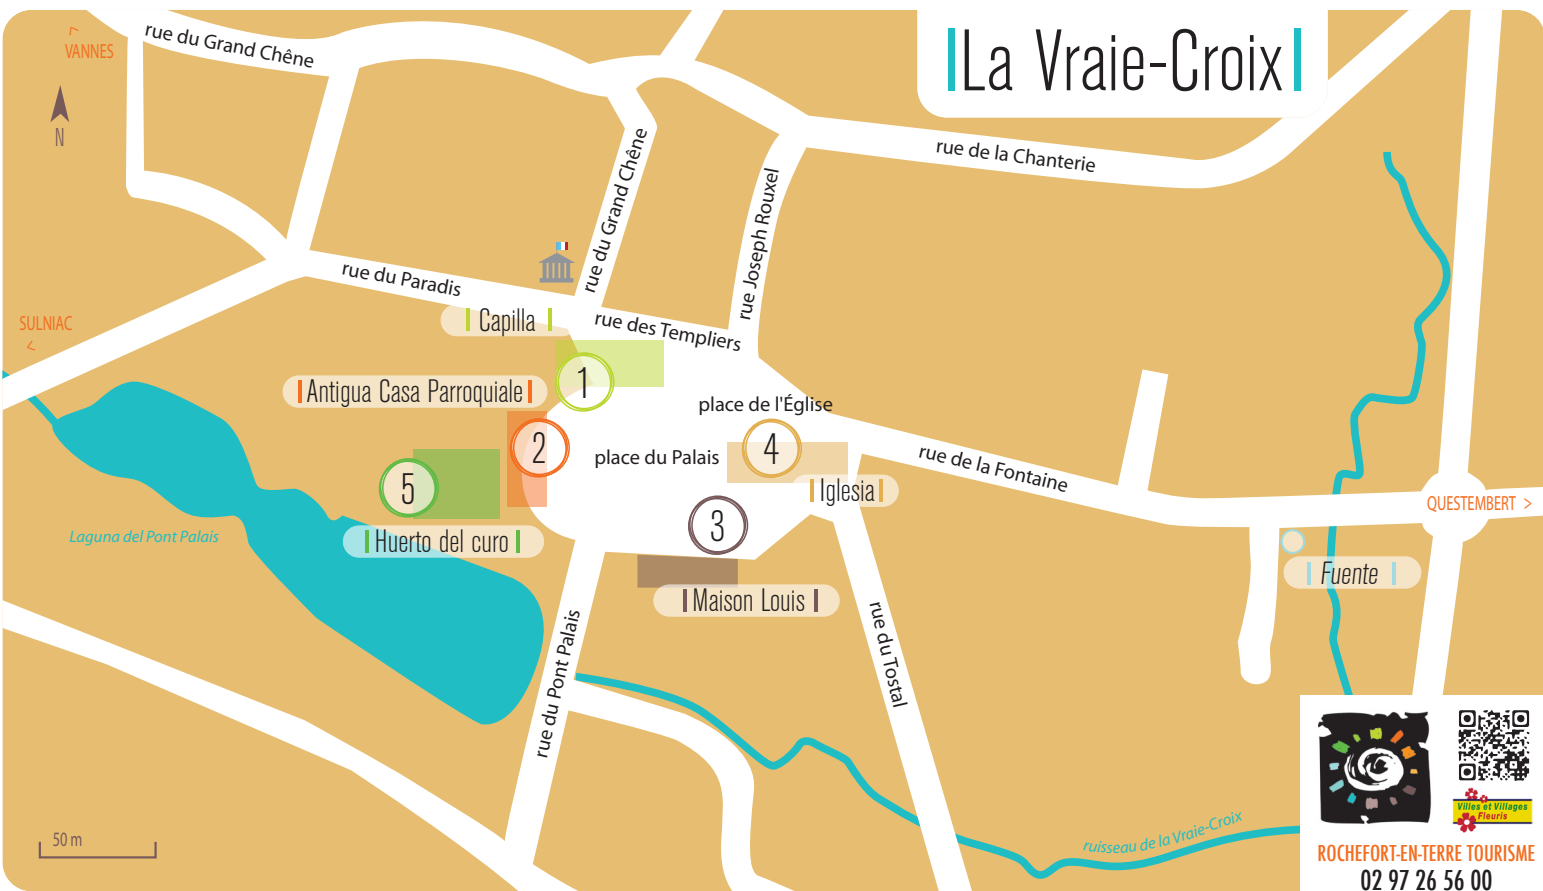 La Vraie-Croix
VANNES
N
rue du Grand Chêne
rue de la Chanterie
rue du Grand Chêne
rue Joseph Rouxel
rue du Paradis
SULNIAC
rue des Templiers
Capilla
1
Antigua Casa Parroquiale
2
place de l'Église
place du Palais
4
Iglesia
rue de la Fontaine
QUESTEMBERT >
5
3
Laguna del Pont Palais
Huerto del curo
Fuente
Maison Louis
rue du Pont Palais
rue du Tostal
50 m
ruisseau de la Vraie-Croix
Villes et Villages
Fleuris
ROCHEFORT-EN-TERRE TOURISME
02 97 26 56 00